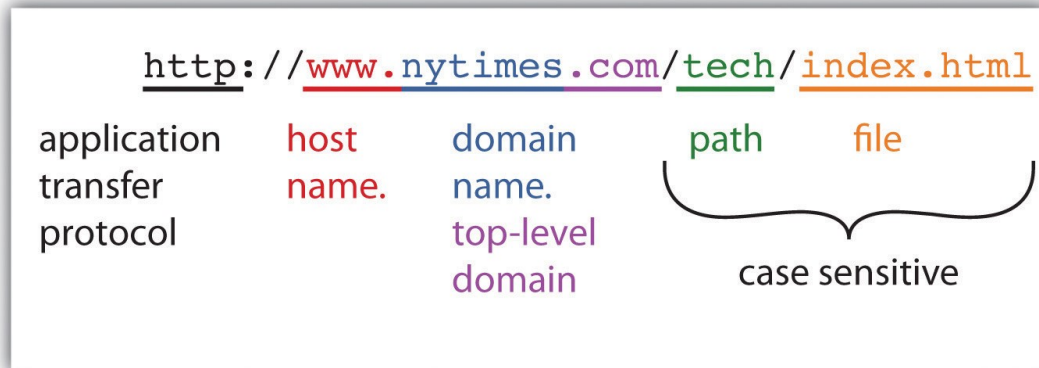 http://www.nytimes.com/tech/index.html
application transfer protocol
host name.
domain name.
top-level domain
path
file
case sensitive